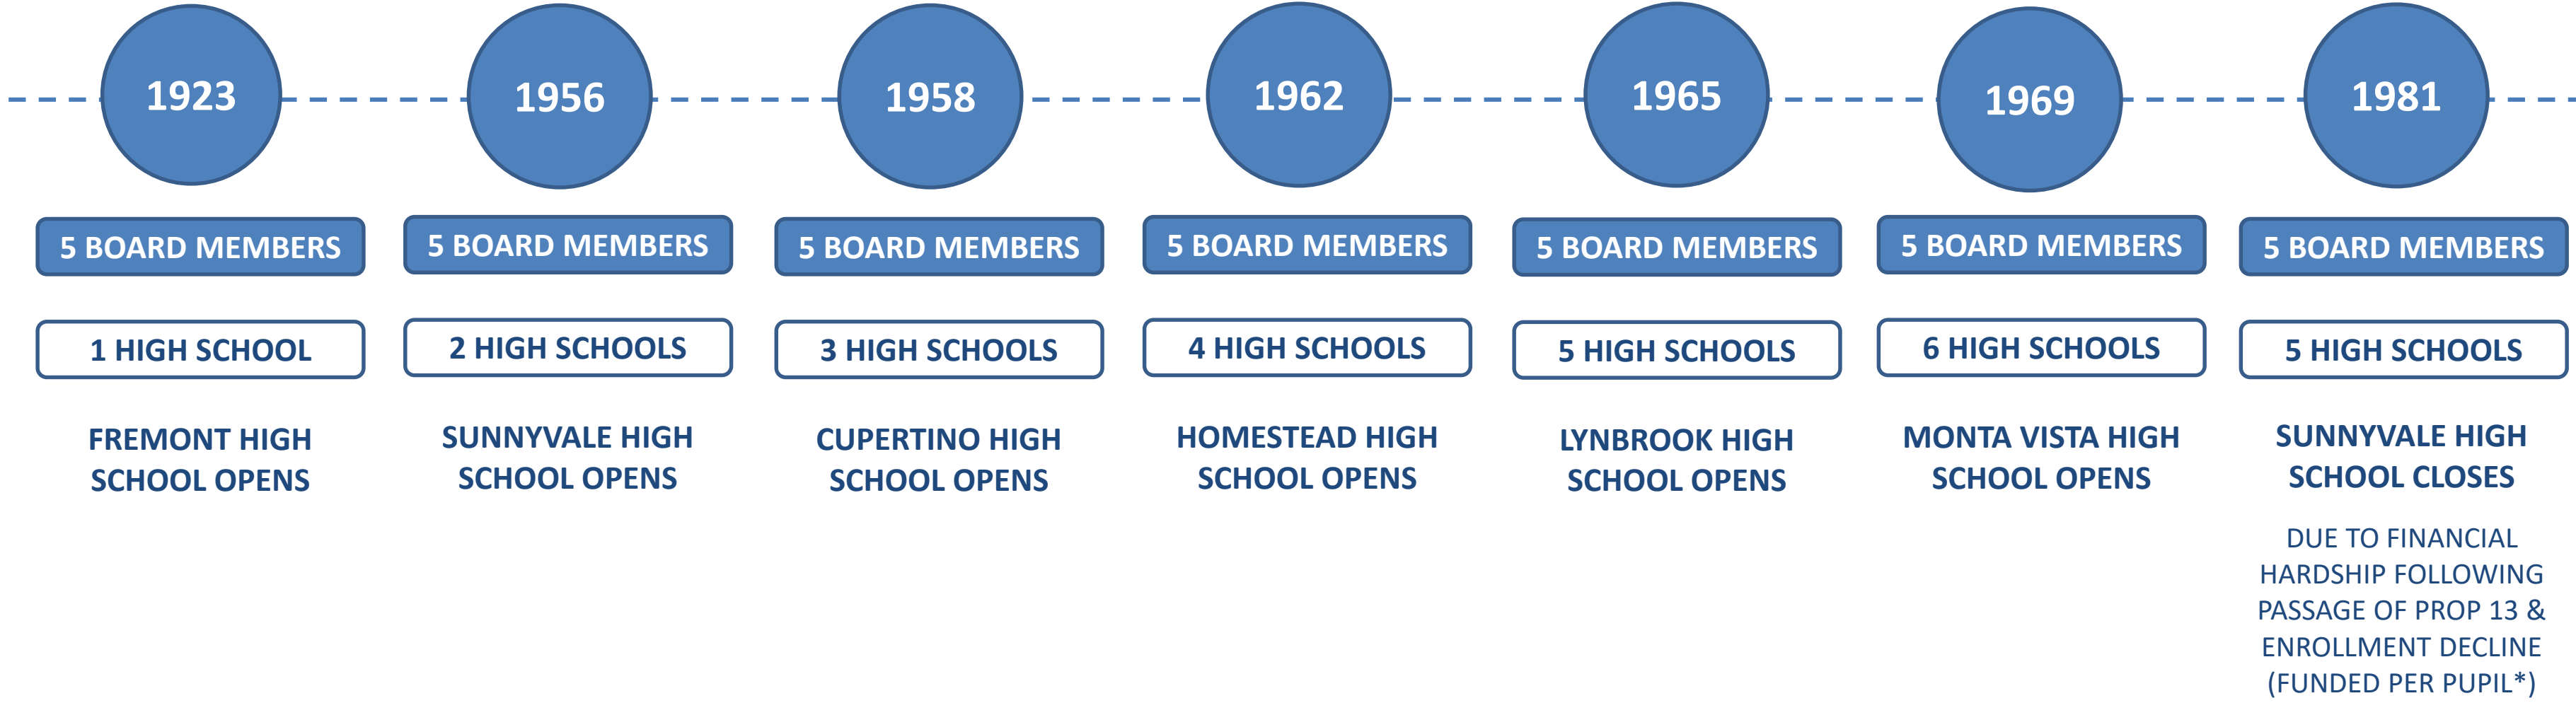 1923
5 BOARD MEMBERS
1 HIGH SCHOOL
FREMONT HIGH
SCHOOL OPENS
1956
5 BOARD MEMBERS
2 HIGH SCHOOLS
SUNNYVALE HIGH
SCHOOL OPENS
1958
5 BOARD MEMBERS
3 HIGH SCHOOLS
CUPERTINO HIGH
SCHOOL OPENS
1962
5 BOARD MEMBERS
4 HIGH SCHOOLS
HOMESTEAD HIGH
SCHOOL OPENS
1965
5 BOARD MEMBERS
5 HIGH SCHOOLS
LYNBROOK HIGH
SCHOOL OPENS
1969
5 BOARD MEMBERS
6 HIGH SCHOOLS
MONTA VISTA HIGH
SCHOOL OPENS
1981
5 BOARD MEMBERS
5 HIGH SCHOOLS
SUNNYVALE HIGH
SCHOOL CLOSES
DUE TO FINANCIAL
HARDSHIP FOLLOWING
PASSAGE OF PROP 13 &
ENROLLMENT DECLINE
(FUNDED PER PUPIL*)